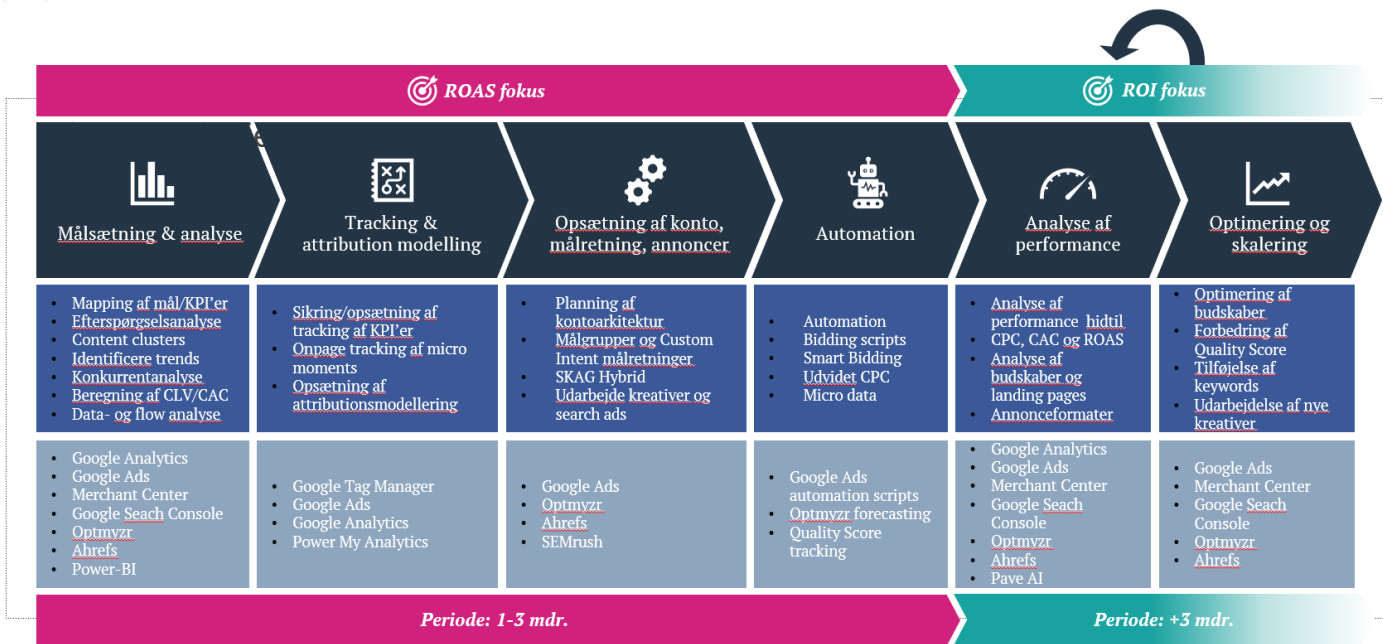 ROAS fokus
ROI fokus
Målsætning & analyse
Tracking &
attribution modelling
Opsætning af konto,
målretning, annoncer
Automation
Analyse af
performance
Optimering og
skalering
• Mapping af mål/KPI’er
• Efterspørgselsanalyse
• Content clusters
• Identificere trends
• Konkurrentanalyse
• Beregning af CLV/CAC
• Data- og flow analyse
• Sikring/opsætning af
tracking af KPI’er
• Onpage tracking af micro
moments
• Opsætning af
attributionsmodellering
• Planning af
kontoarkitektur
• Målgrupper og Custom
Intent målretninger
• SKAG Hybrid
• Udarbejde kreativer og
search ads
• Automation
• Bidding scripts
• Smart Bidding
• Udvidet CPC
• Micro data
• Analyse af
performance hidtil
• CPC, CAC og ROAS
• Analyse af
budskaber og
landing pages
• Annonceformater
• Optimering af
budskaber
• Forbedring af
Quality Score
• Tilføjelse af
keywords
• Udarbejdelse af nye
kreativer
• Google Analytics
• Google Ads
• Merchant Center
• Google Seach Console
• Optmyzr
• Ahrefs
• Power-BI
• Google Tag Manager
• Google Ads
• Google Analytics
• Power My Analytics
• Google Ads
• Optmyzr
• Ahrefs
• SEMrush
• Google Ads
automation scripts
• Optmyzr forecasting
• Quality Score
tracking
• Google Analytics
• Google Ads
• Merchant Center
• Google Seach
Console
• Optmyzr
• Ahrefs
• Pave AI
• Google Ads
• Merchant Center
• Google Seach
Console
• Optmyzr
• Ahrefs
Periode: 1-3 mdr.
Periode: +3 mdr.